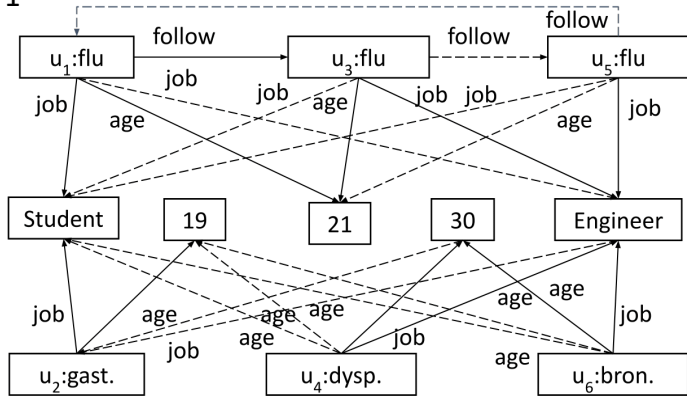 1
follow
follow
follow
u1:flu
u3:flu
u5:flu
job
job
job
age
job
job
job
age
age
Student
19
21
30
Engineer
job
age
age
age
age
age
job
job
age
job
age
u2:gast.
u4:dysp.
u6:bron.